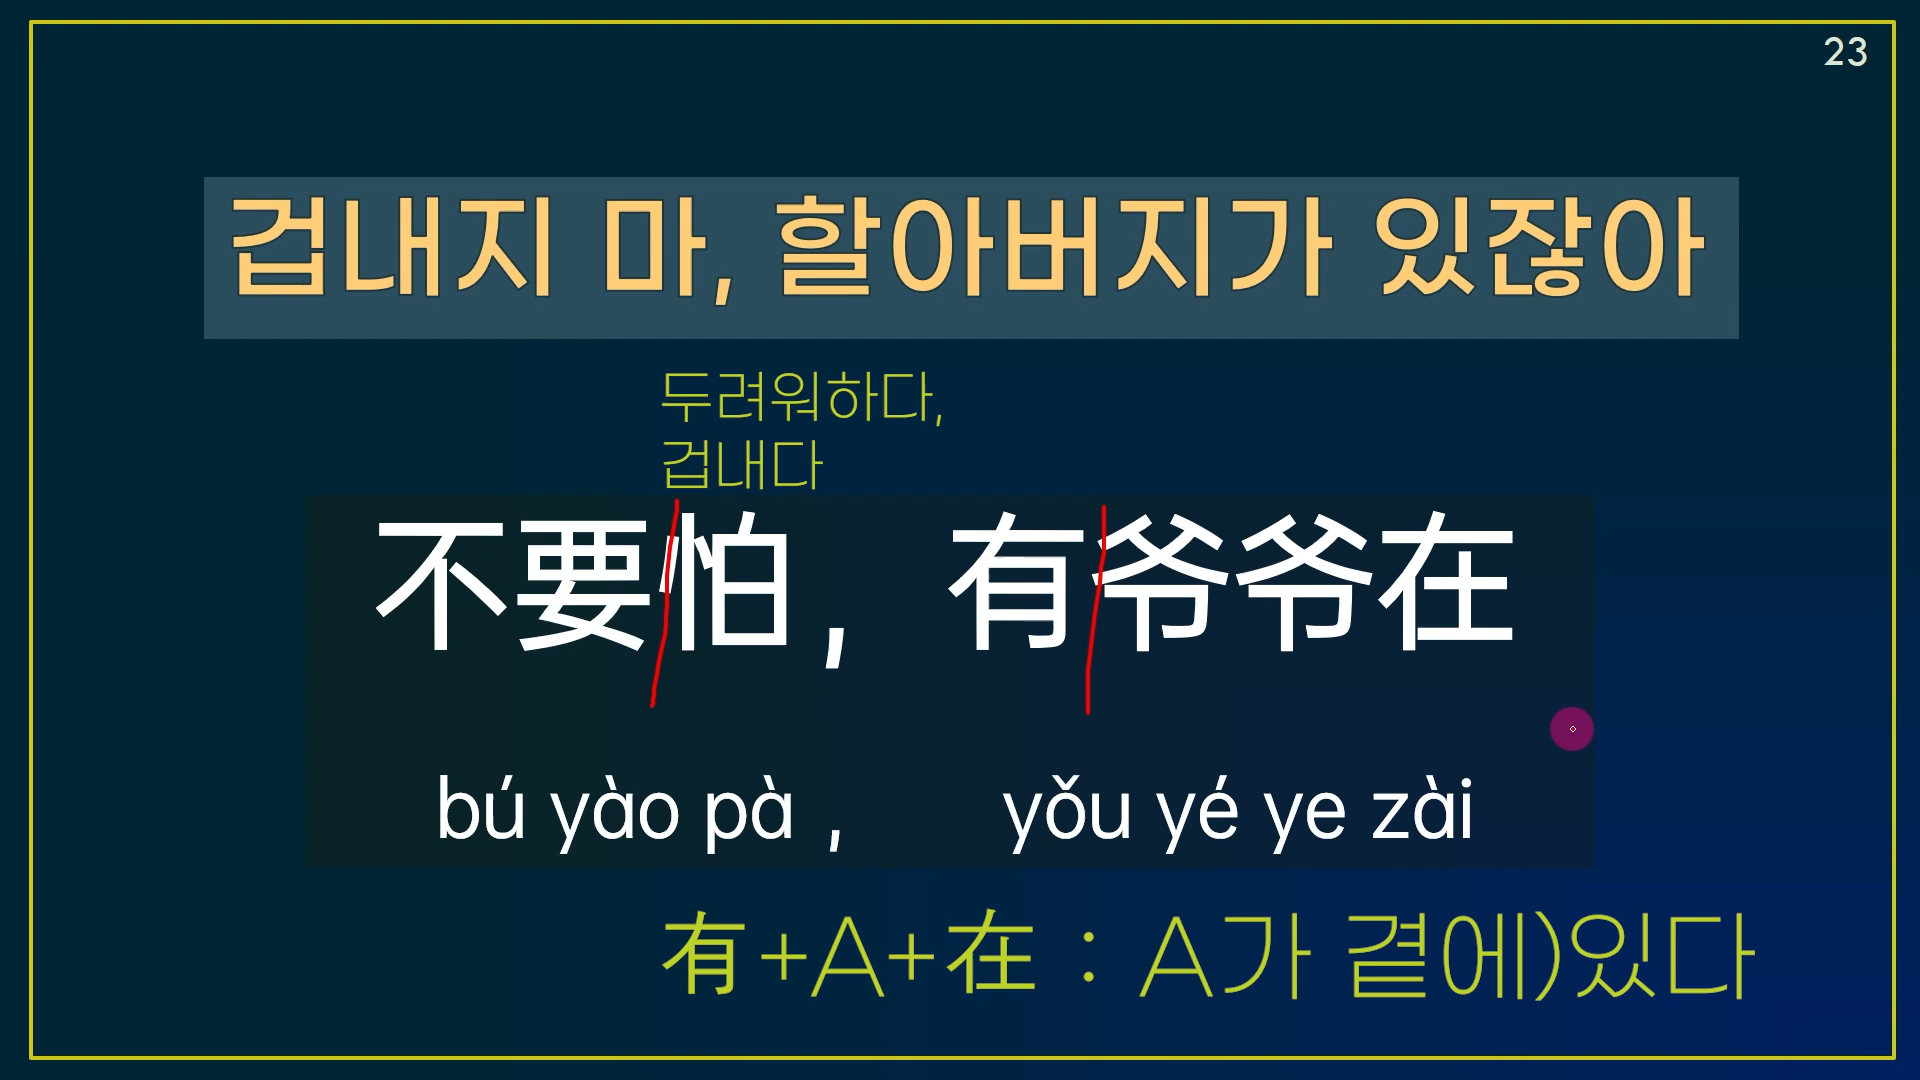 23
겁내지 마, 할아버지가 있잖아
두려워하다,
겁내다
不要怕, 有爷爷在
bú yào pà , yǒu yé ye zài
有+A+在 : A가 곁에)있다